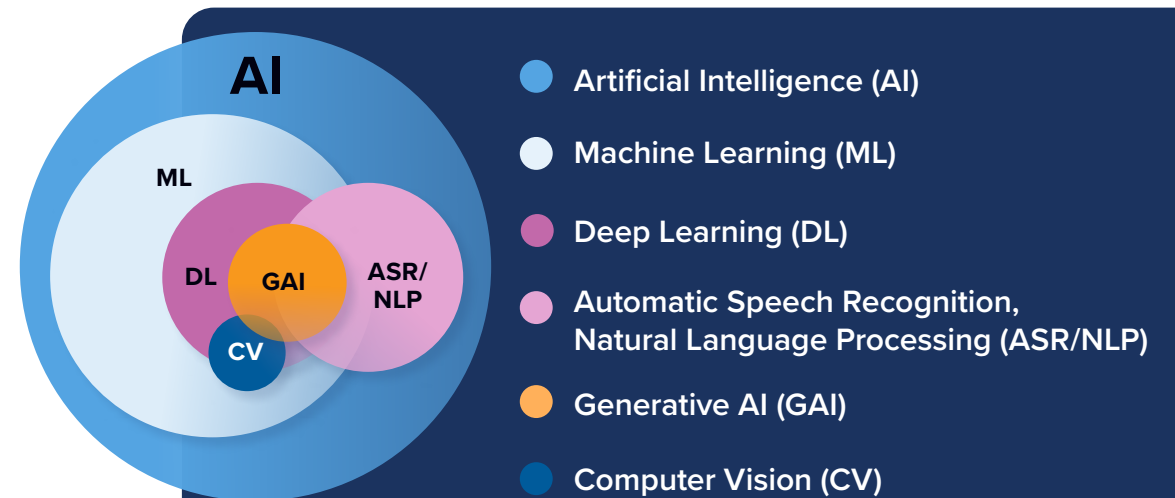 AI
ML
DL
GAI
ASR/
NLP
CV
Artificial Intelligence (AI)
Machine Learning (ML)
Deep Learning (DL)
Automatic Speech Recognition,
Natural Language Processing (ASR/NLP)
Generative AI (GAI)
Computer Vision (CV)